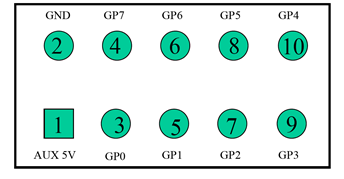 GND GP7 GP6 GP5 GP4
2 4 6 8 10
1 3 5 7 9
AUX 5V GP0 GP1 GP2 GP3